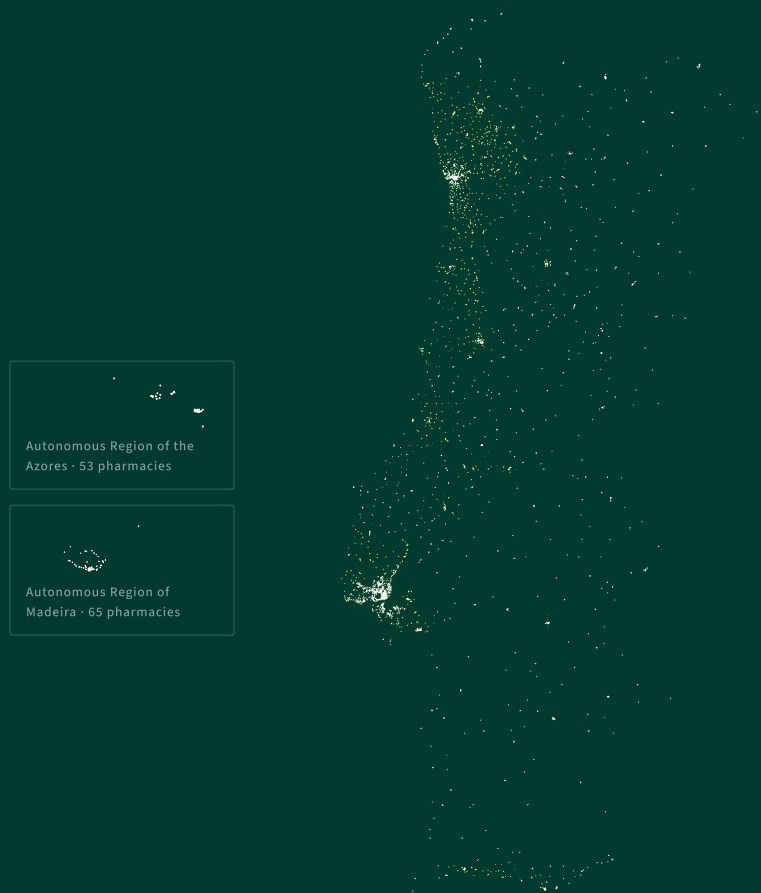 Autonomous Region of the
Azores · 53 pharmacies
Autonomous Region of
Madeira · 65 pharmacies